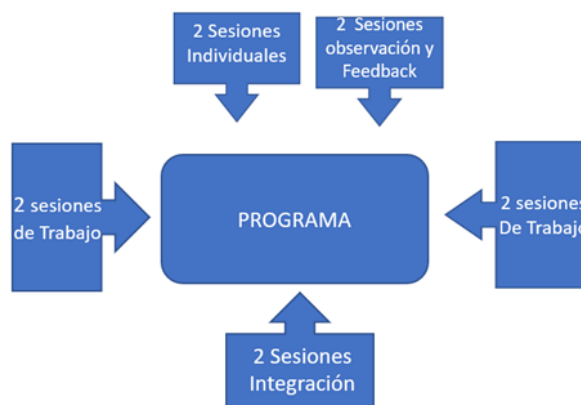 2 Sesiones
Individuales
2 Sesiones
observación y
Feedback
2 sesiones
de Trabajo
PROGRAMA
2 sesiones
De Trabajo
2 Sesiones
Integración